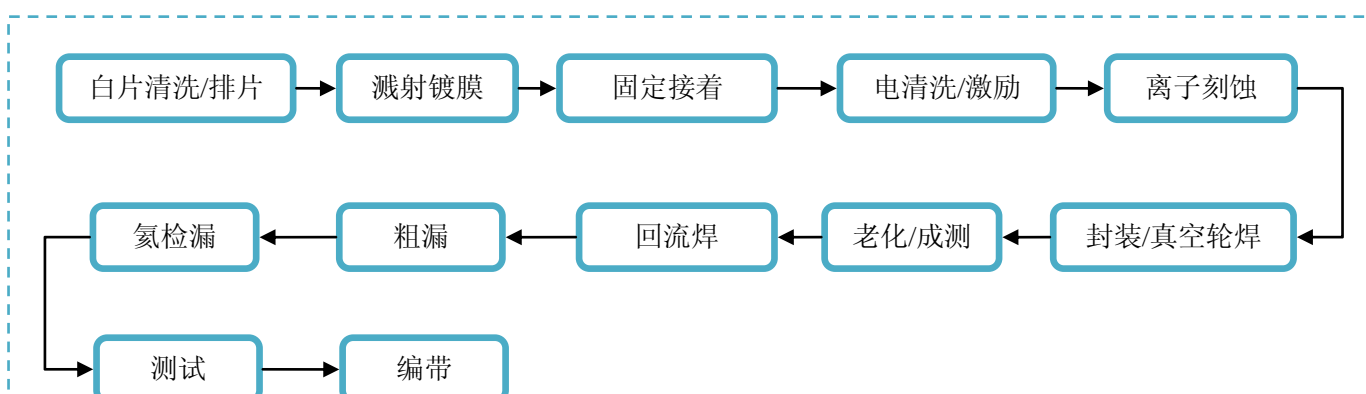 白片清洗/排片
溅射镀膜
固定接着
电清洗/激励
离子刻蚀
封装/真空轮焊
老化/成测
回流焊
粗漏
氦检漏
测试
编带